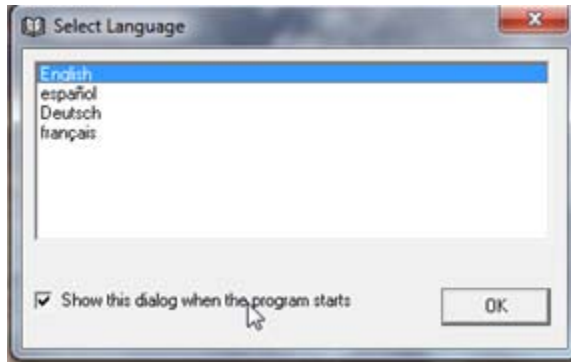 Select Language
English
español
Deutsch
français
Show this dialog when the program starts
OK